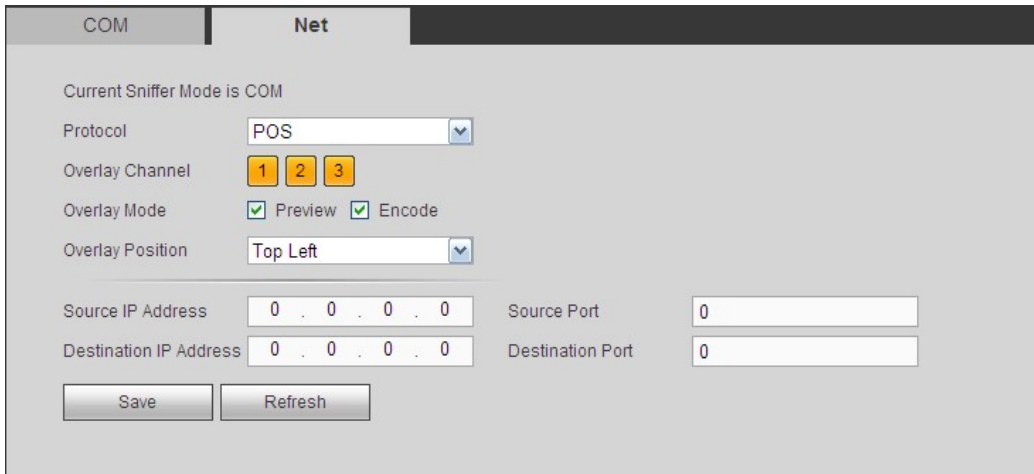 COM Net
Current Sniffer Mode is COM
Protocol POS
Overlay Channel 1 2 3
Overlay Mode Preview Encode
Overlay Position Top Left
Source IP Address 0 . 0 . 0 . 0 Source Port 0
Destination IP Address 0 . 0 . 0 . 0 Destination Port 0
Save Refresh